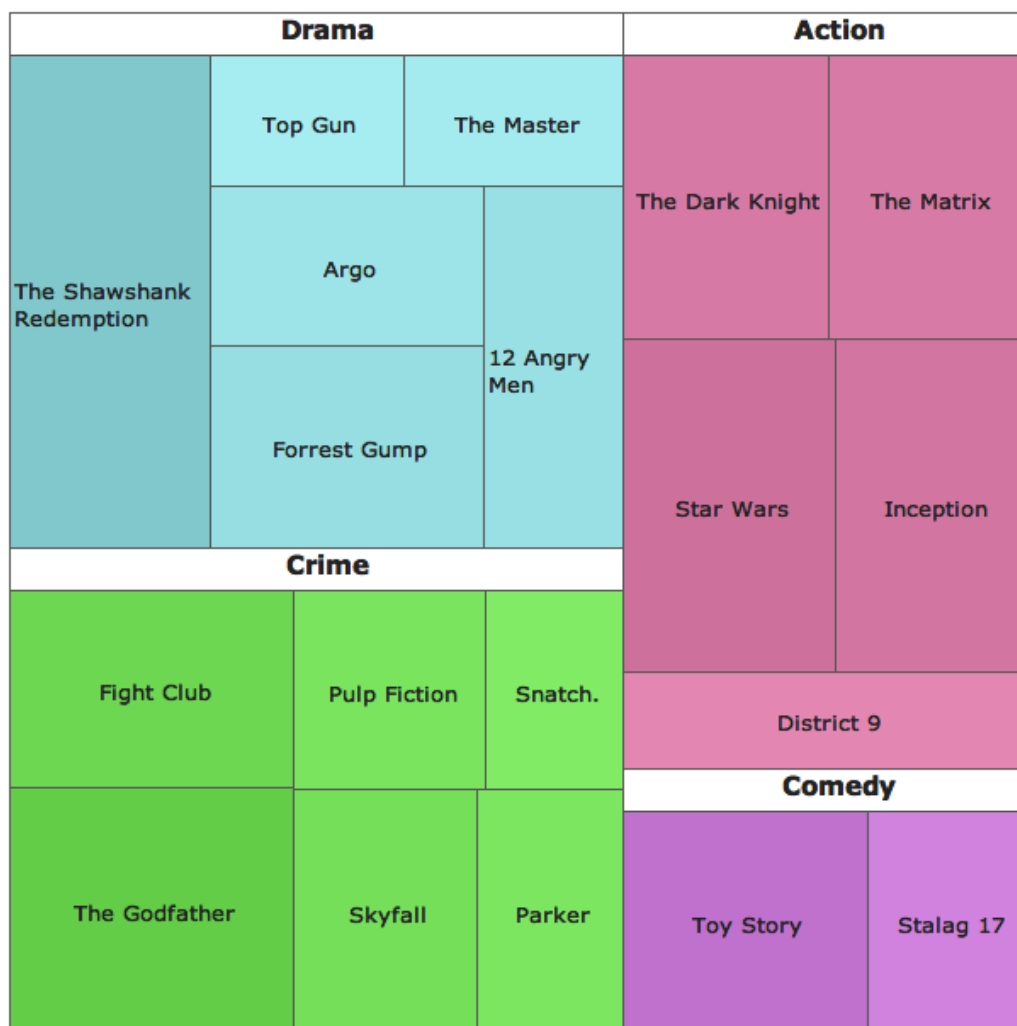 Drama
The Shawshank
Redemption
Top Gun
The Master
Argo
Forrest Gump
12 Angry
Men
Crime
Fight Club
Pulp Fiction
Snatch.
The Godfather
Skyfall
Parker
Action
The Dark Knight
The Matrix
Star Wars
Inception
District 9
Comedy
Toy Story
Stalag 17